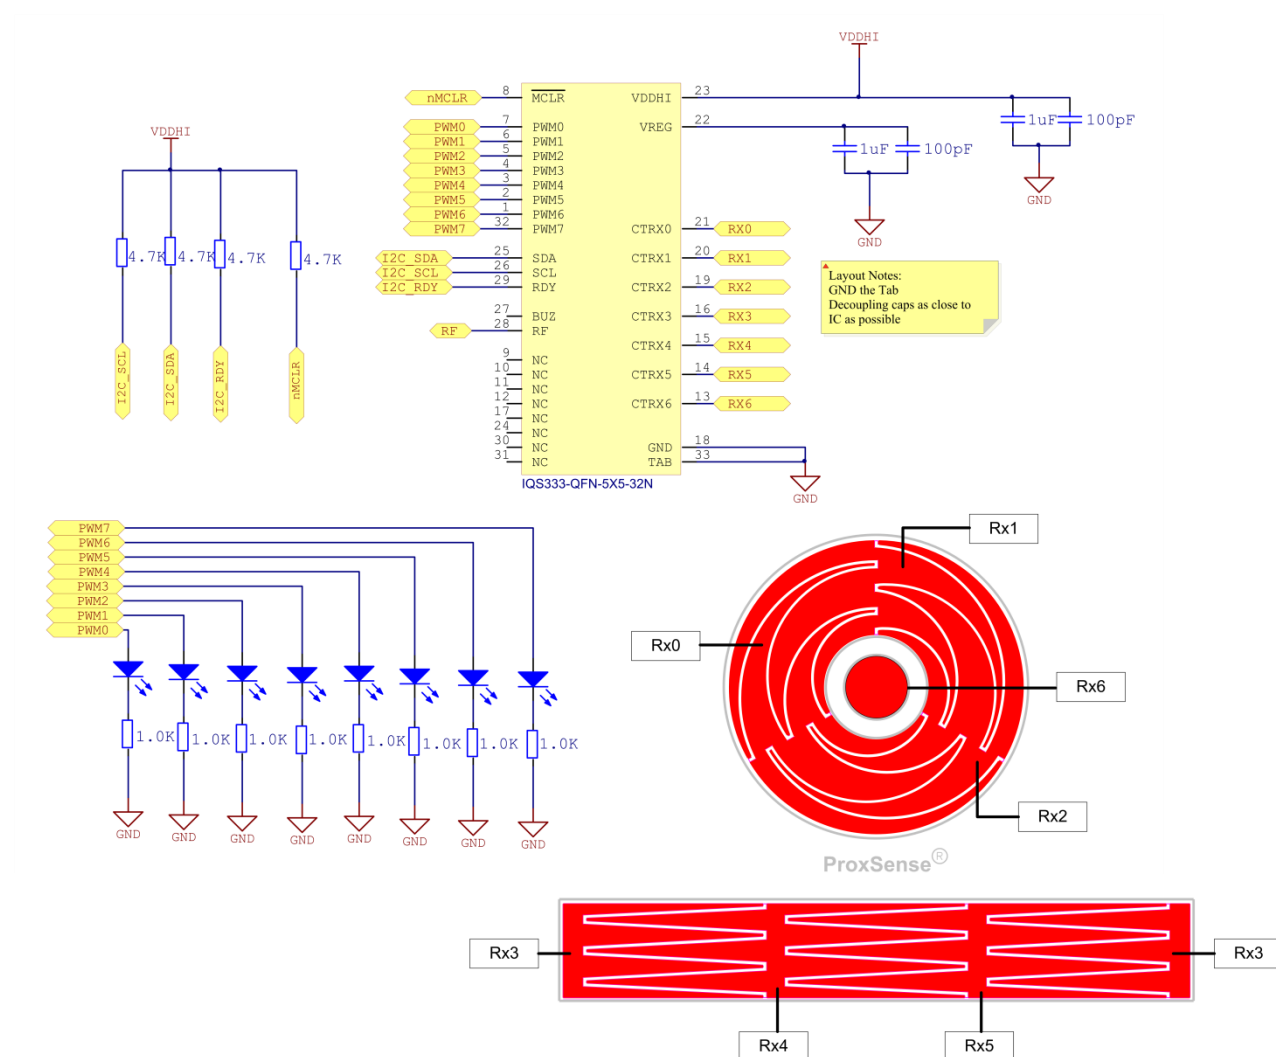 VDDHI
nMCLR 8 MCLR VDDHI 23
1uF 100pF
PWM0 7 PWM0 VREG 22
PWM1 6 PWM1
PWM2 5 PWM2
1uF 100pF
PWM3 4 PWM3
PWM4 3 PWM4
PWM5 2 PWM5
GND
PWM6 1 PWM6
PWM7 32 PWM7 CTRX0 21 RX0
GND
VDDHI
4.7K 4.7K 4.7K 4.7K
I2C_SCL I2C_SDA I2C_RDY nMCLR
I2C_SDA 25 SDA CTRX1 20 RX1
I2C_SCL 26 SCL
I2C_RDY 29 RDY CTRX2 19 RX2
27 BUZ CTRX3 16 RX3
RF 28 RF
CTRX4 15 RX4
9 NC
10 NC CTRX5 14 RX5
11 NC
12 NC CTRX6 13 RX6
17 NC
24 NC
30 NC GND 18
31 NC TAB 33
GND
IQS333-QFN-5X5-32N
Layout Notes:
GND the Tab
Decoupling caps as close to
IC as possible
PWM7
PWM6
PWM5
PWM4
PWM3
PWM2
PWM1
PWM0
1.0K 1.0K 1.0K 1.0K 1.0K 1.0K 1.0K 1.0K
GND GND GND GND GND GND GND GND
Rx1
Rx0
Rx6
Rx2
ProxSense®
Rx3 Rx3
Rx4 Rx5